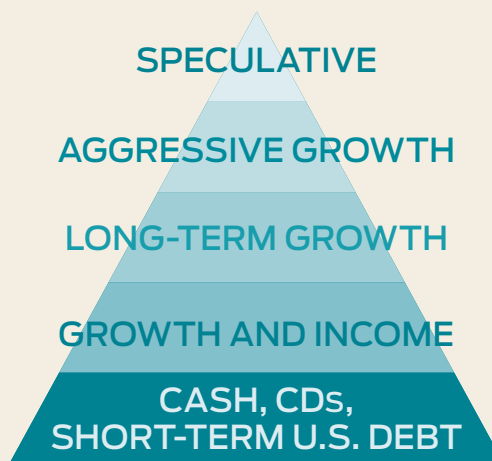 SPECULATIVE
AGGRESSIVE GROWTH
LONG-TERM GROWTH
GROWTH AND INCOME
CASH, CDs,
SHORT-TERM U.S. DEBT